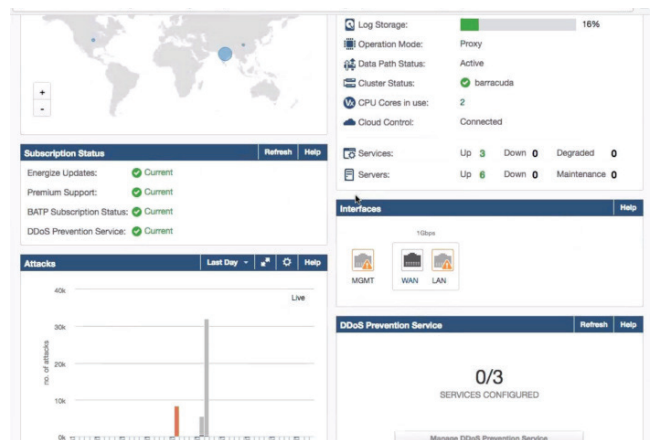 +
-
Log Storage: 16%
Operation Mode: Proxy
Data Path Status: Active
Cluster Status: barracuda
CPU Cores in use: 2
Cloud Control: Connected
Services: Up 3 Down 0 Degraded 0
Servers: Up 6 Down 0 Maintenance 0
Subscription Status Refresh Help
Energize Updates: Current
Premium Support: Current
BATP Subscription Status: Current
DDoS Prevention Service: Current
Interfaces Help
1Gbps
MGMT WAN LAN
Attacks Last Day Help
Live
no. of attacks
40k
30k
20k
10k
0k
DDoS Prevention Service Refresh Help
0/3
SERVICES CONFIGURED
Manage DDoS Prevention Service